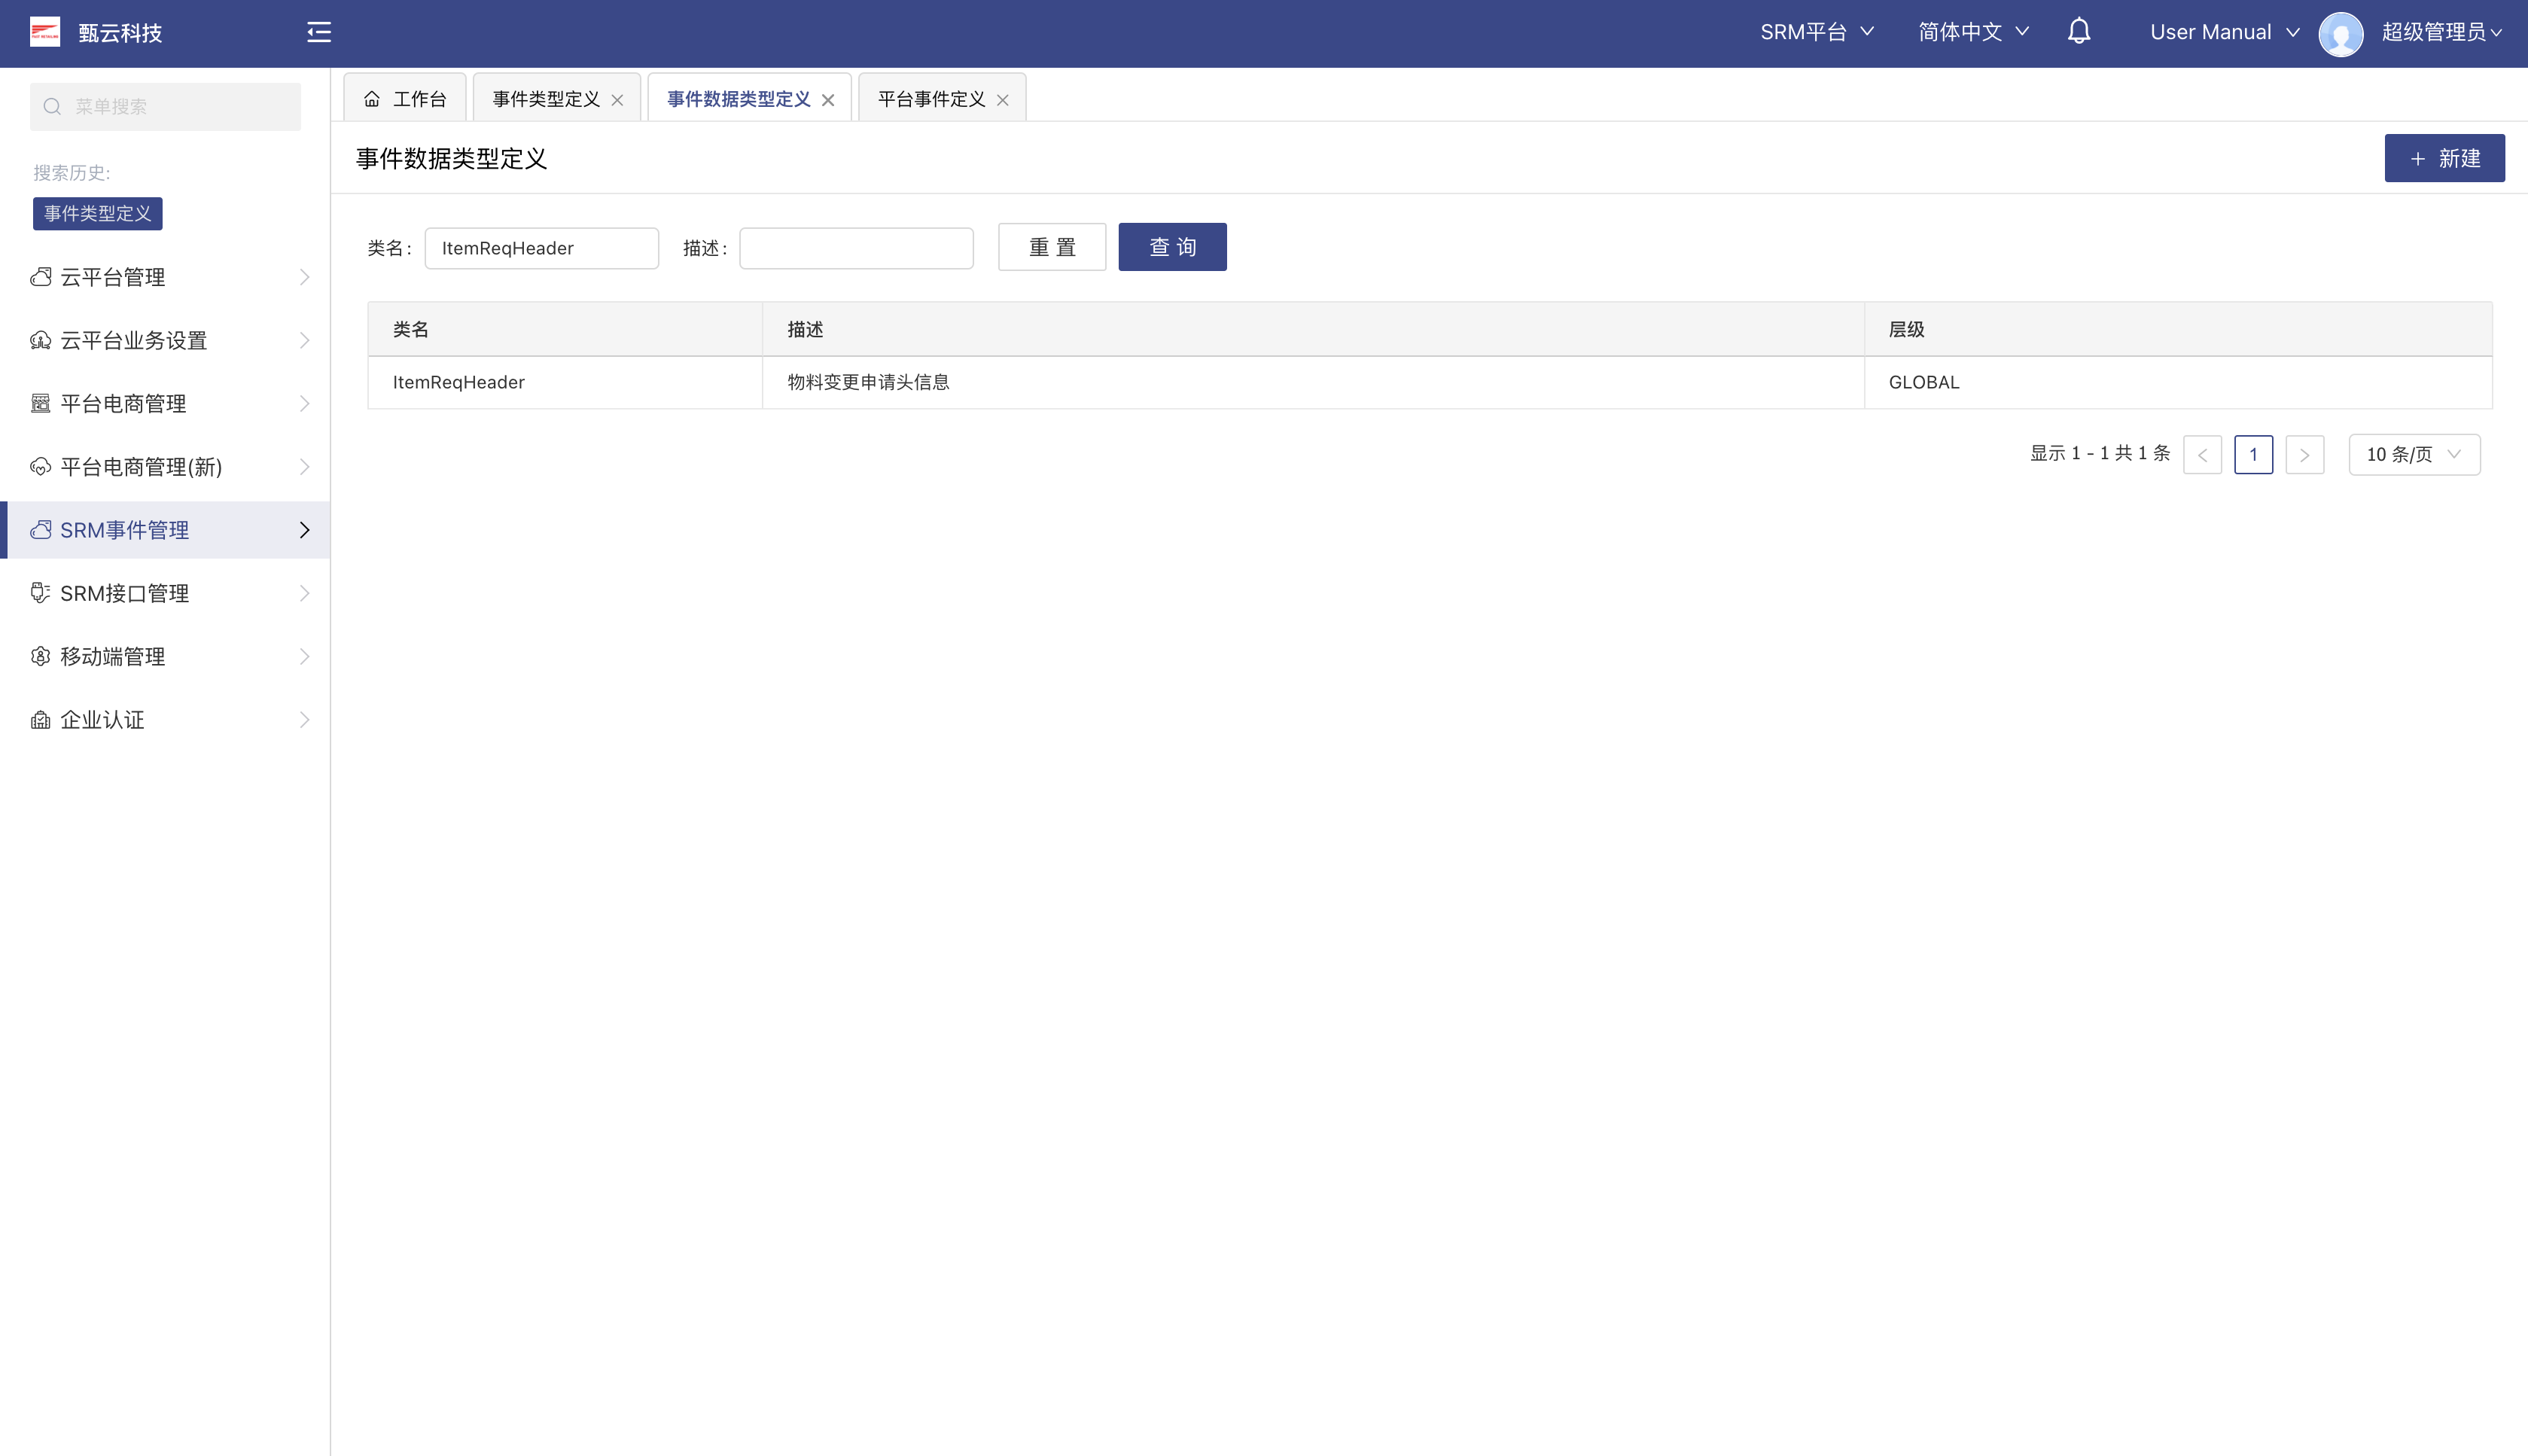 甄云科技
SRM平台
简体中文
User Manual
超级管理员
菜单搜索
搜索历史:
事件类型定义
云平台管理
云平台业务设置
平台电商管理
平台电商管理(新)
SRM事件管理
SRM接口管理
移动端管理
企业认证
工作台
事件类型定义
事件数据类型定义
平台事件定义
事件数据类型定义
新建
类名:
ItemReqHeader
描述:
重 置
查 询
类名 描述 层级
ItemReqHeader 物料变更申请头信息 GLOBAL
显示 1 - 1 共 1 条
1
10 条/页